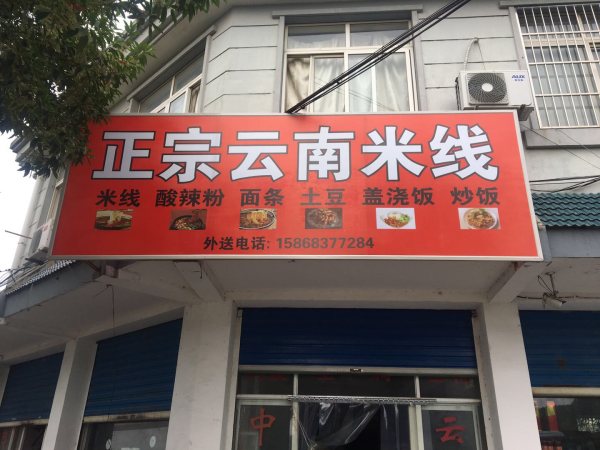 正宗云南米线
米线 酸辣粉 面条 土豆 盖浇饭 炒饭
外送电话: 15868377284
AUX
中 云